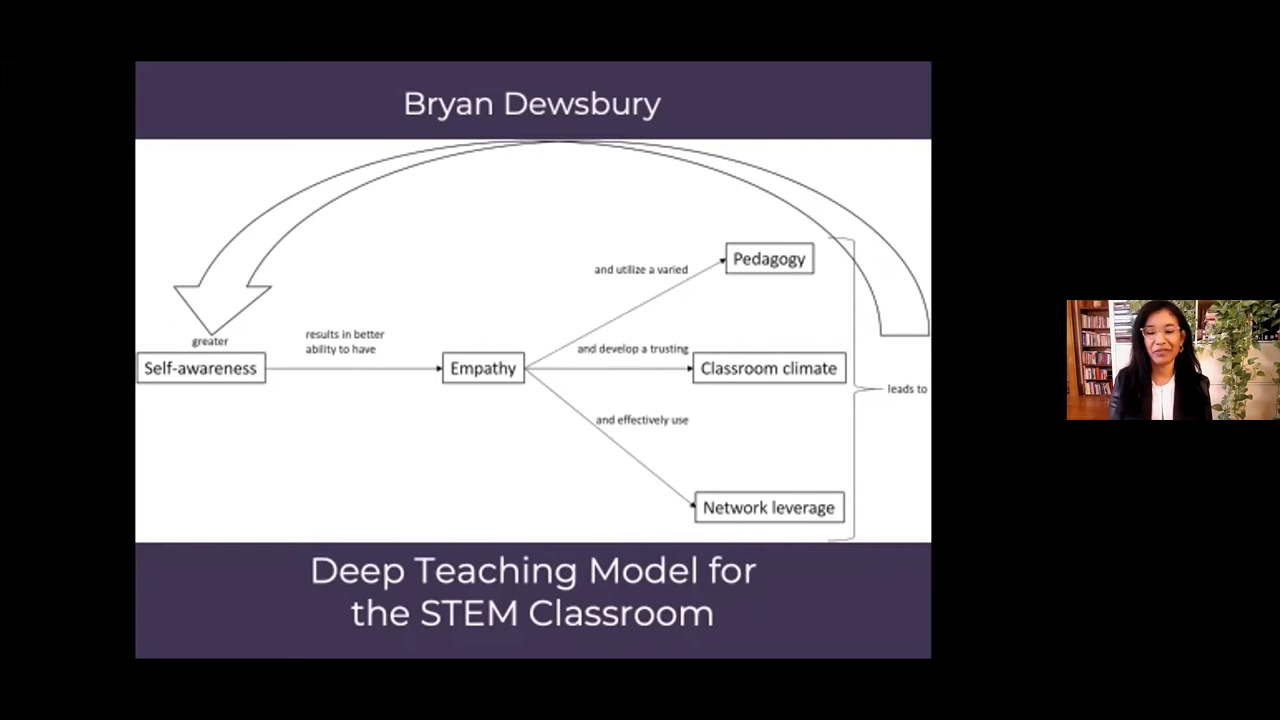 Bryan Dewsbury
and utilize a varied
Pedagogy
greater
Self-awareness
results in better
ability to have
Empathy
and develop a trusting
Classroom climate
leads to
and effectively use
Network leverage
Deep Teaching Model for
the STEM Classroom